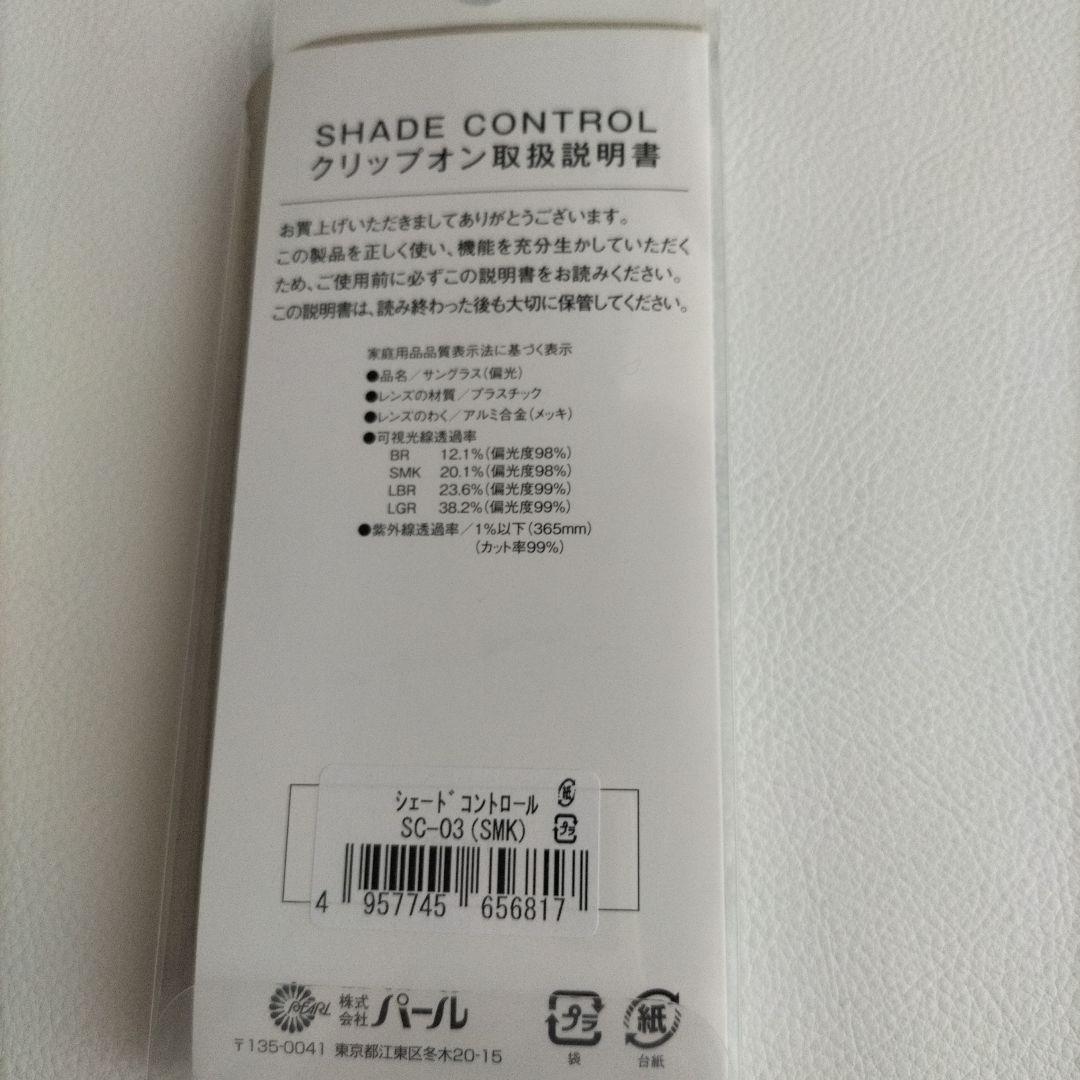 SHADE CONTROL
クリップオン取扱説明書
お買上げいただきましてありがとうございます。
この製品を正しく使い、機能を充分生かしていただく
ため、ご使用前に必ずこの説明書をお読みください。
この説明書は、読み終わった後も大切に保管してください。
家庭用品品質表示法に基づく表示
●品名/サングラス(偏光)
●レンズの材質/プラスチック
●レンズのわく/アルミ合金(メッキ)
●可視光線透過率
BR 12.1%(偏光度98%)
SMK 20.1%(偏光度98%)
LBR 23.6%(偏光度99%)
LGR 38.2%(偏光度99%)
●紫外線透過率/1%以下(365mm)
(カット率99%)
シェードコントロール 紙
SC-03(SMK) プラ
4 957745 656817
Pearl 株式会社 パール プラ 紙
袋 台紙
〒135-0041 東京都江東区冬木20-15